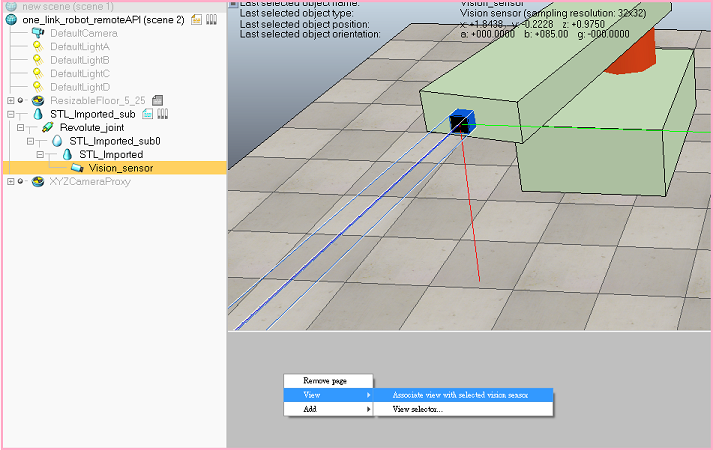 new scene (scene 1)
one_link_robot_remoteAPI (scene 2)
DefaultCamera
DefaultLightA
DefaultLightB
DefaultLightC
DefaultLightD
ResizableFloor_5_25
STL_Imported_sub
Revolute_joint
STL_Imported_sub0
STL_Imported
Vision_sensor
XYZCameraProxy
Last selected object name: Vision_sensor
Last selected object type: Vision sensor (sampling resolution: 32x32)
Last selected object position: x: +1.8438 y: -0.2228 z: +0.9750
Last selected object orientation: a: +000.0000 b: +085.00 g: -000.0000
Remove page
View
Add
Associate view with selected vision sensor
View selector...